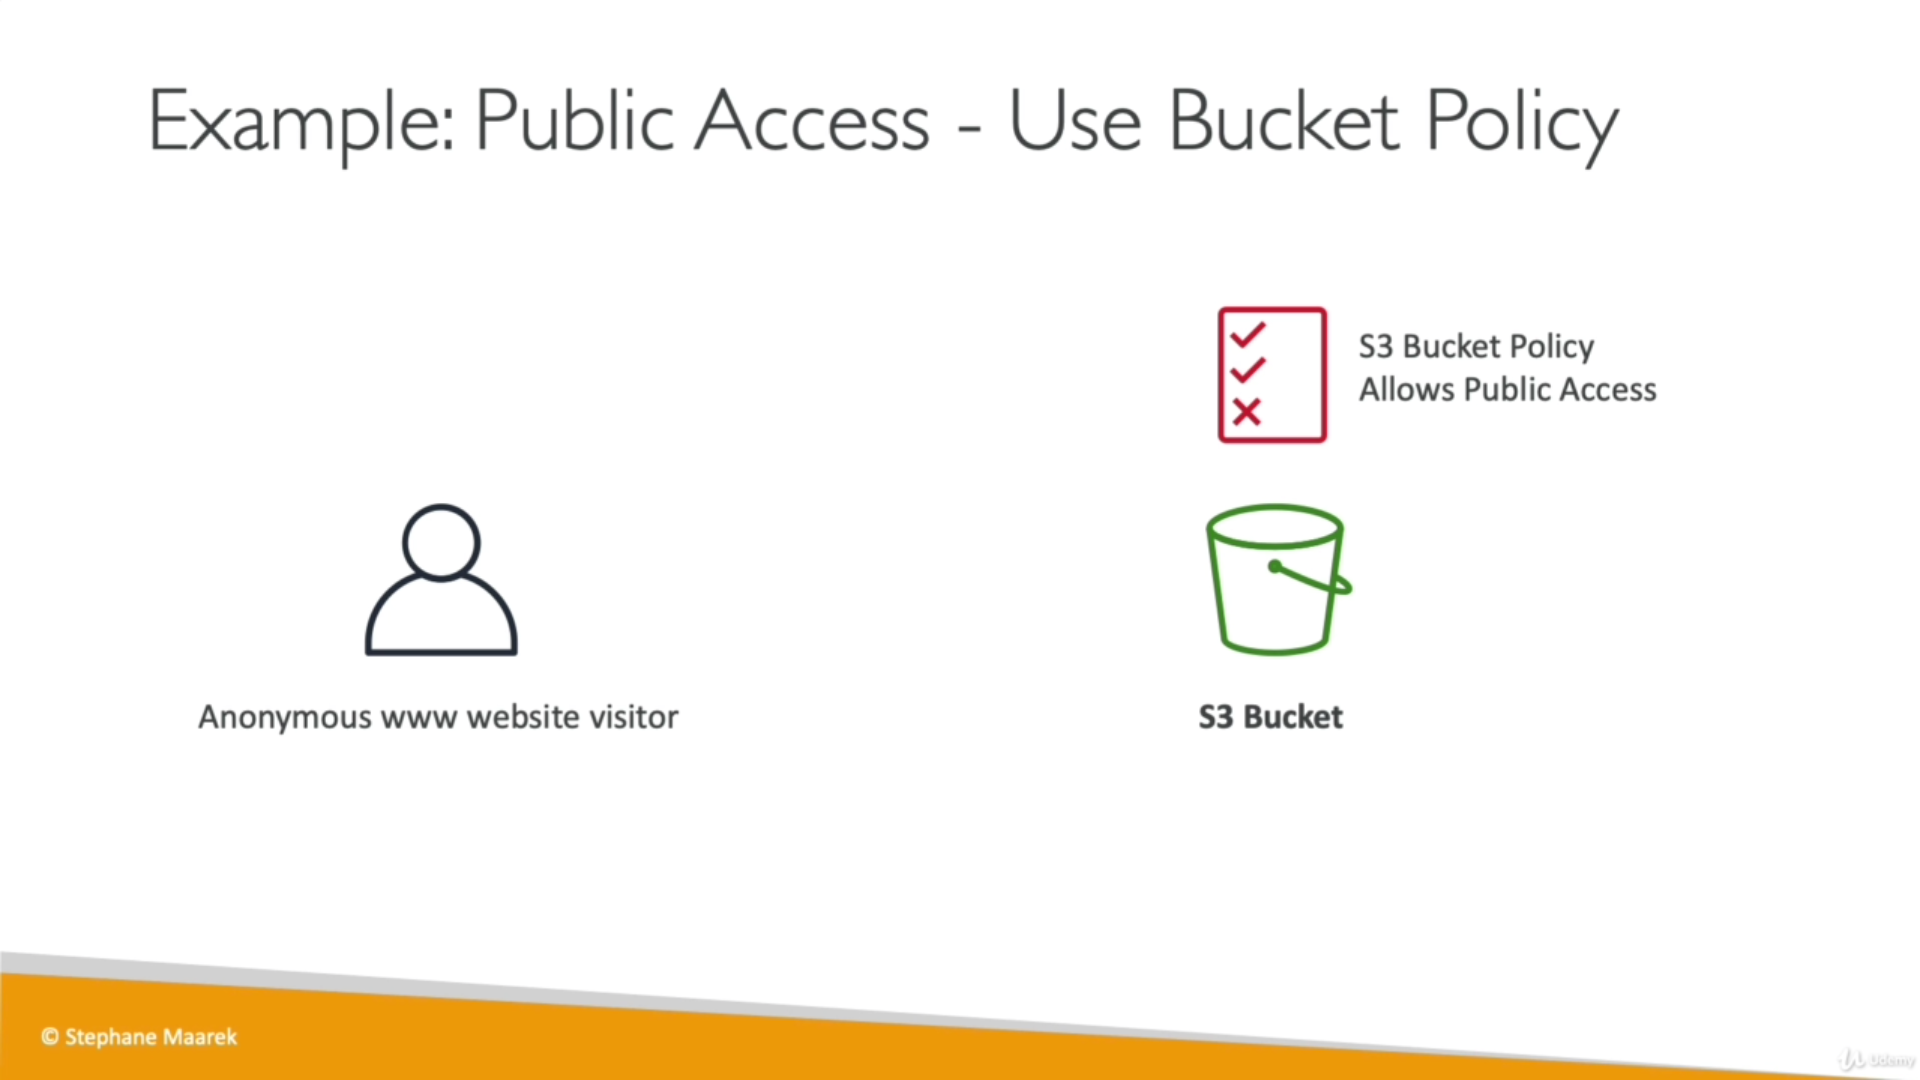 Example: Public Access - Use Bucket Policy
S3 Bucket Policy
Allows Public Access
Anonymous www website visitor
S3 Bucket
© Stephane Maarek
Udemy